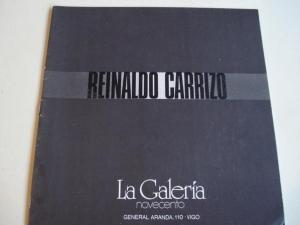 REINALDO CARRIZO
La Galería
novecento
GENERAL ARANDA, 110 · VIGO